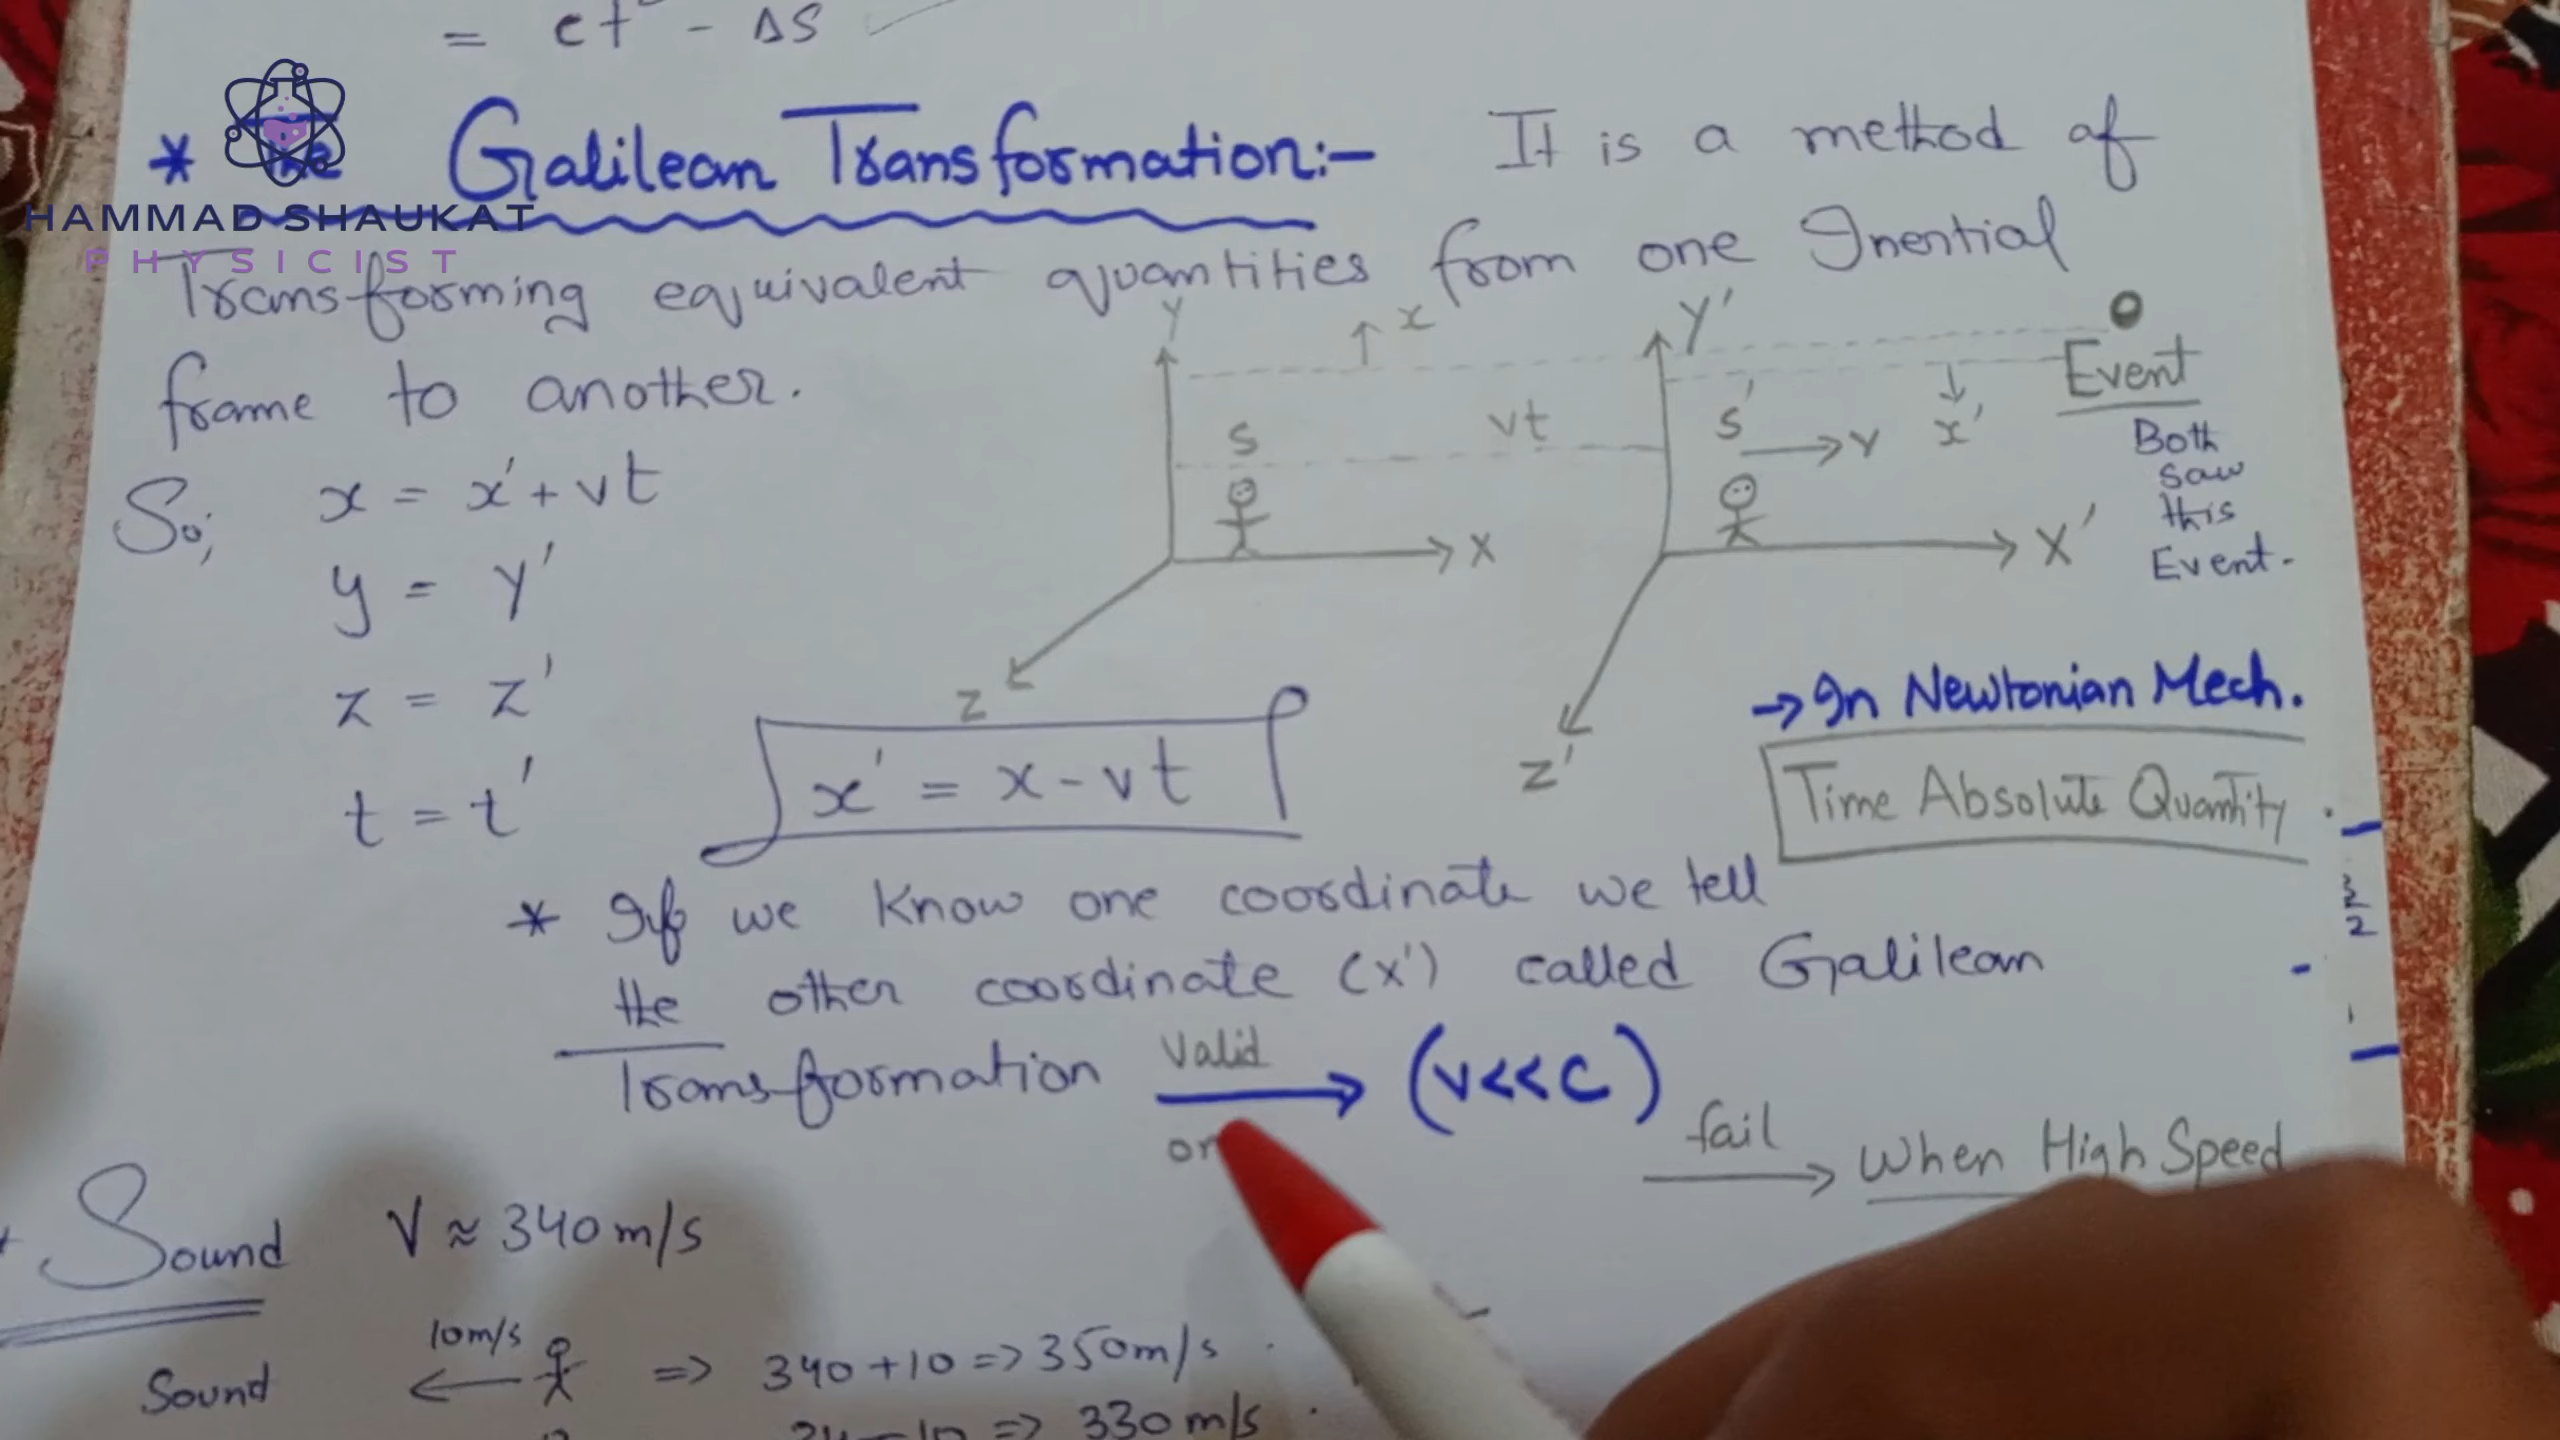 = ct² - ΔS
* The Galilean Transformation:- It is a method of
HAMMAD SHAUKAT
PHYSICIST
Transforming equivalent quantities from one Inertial
frame to another.
So; x = x' + vt
y = y'
z = z'
t = t'
Y
x
Y'
S
vt
S'
v
x'
Event
Both
saw
this
Event.
X
X'
Z
Z'
x' = x - vt
→ In Newtonian Mech.
Time Absolute Quantity.
* If we know one coordinate we tell
the other coordinate (x') called Galilean
Transformation Valid → (v<<c)
fail → When High Speed
Sound V ≈ 340 m/s
Sound 10m/s ← => 340+10 => 350m/s.
=> 330 m/s.